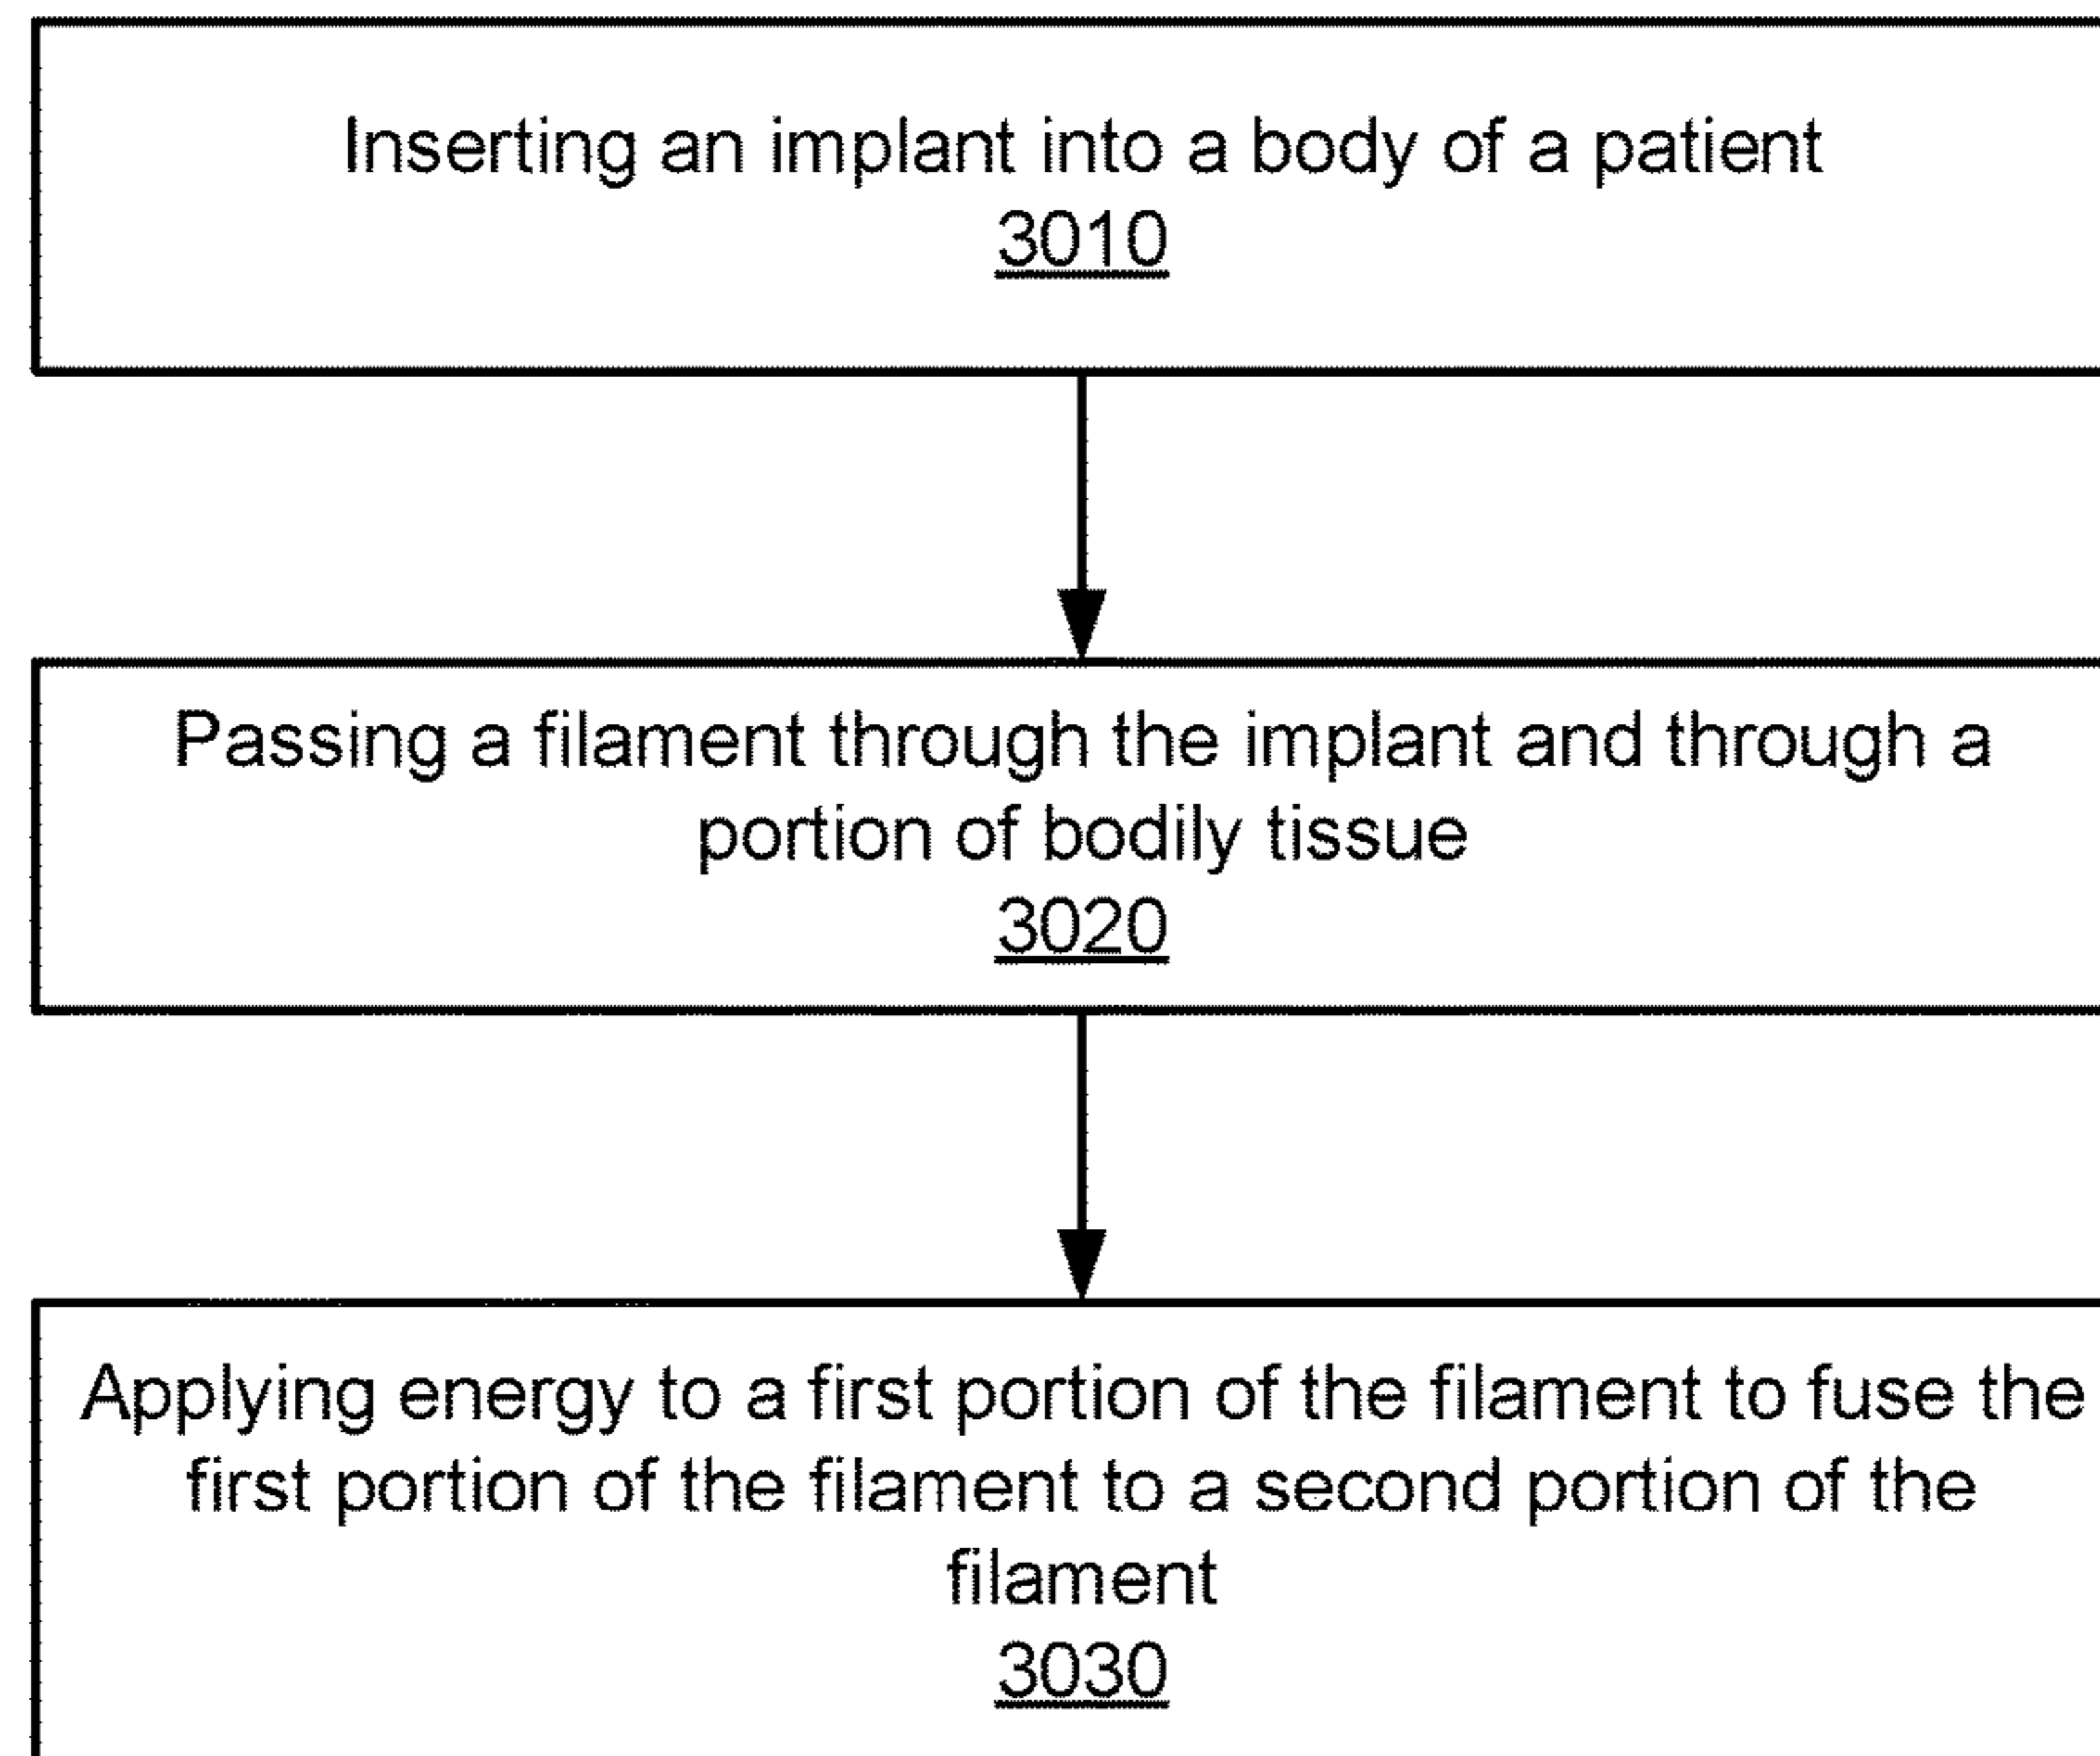 Inserting an implant into a body of a patient
3010
Passing a filament through the implant and through a
portion of bodily tissue
3020
Applying energy to a first portion of the filament to fuse the
first portion of the filament to a second portion of the
filament
3030